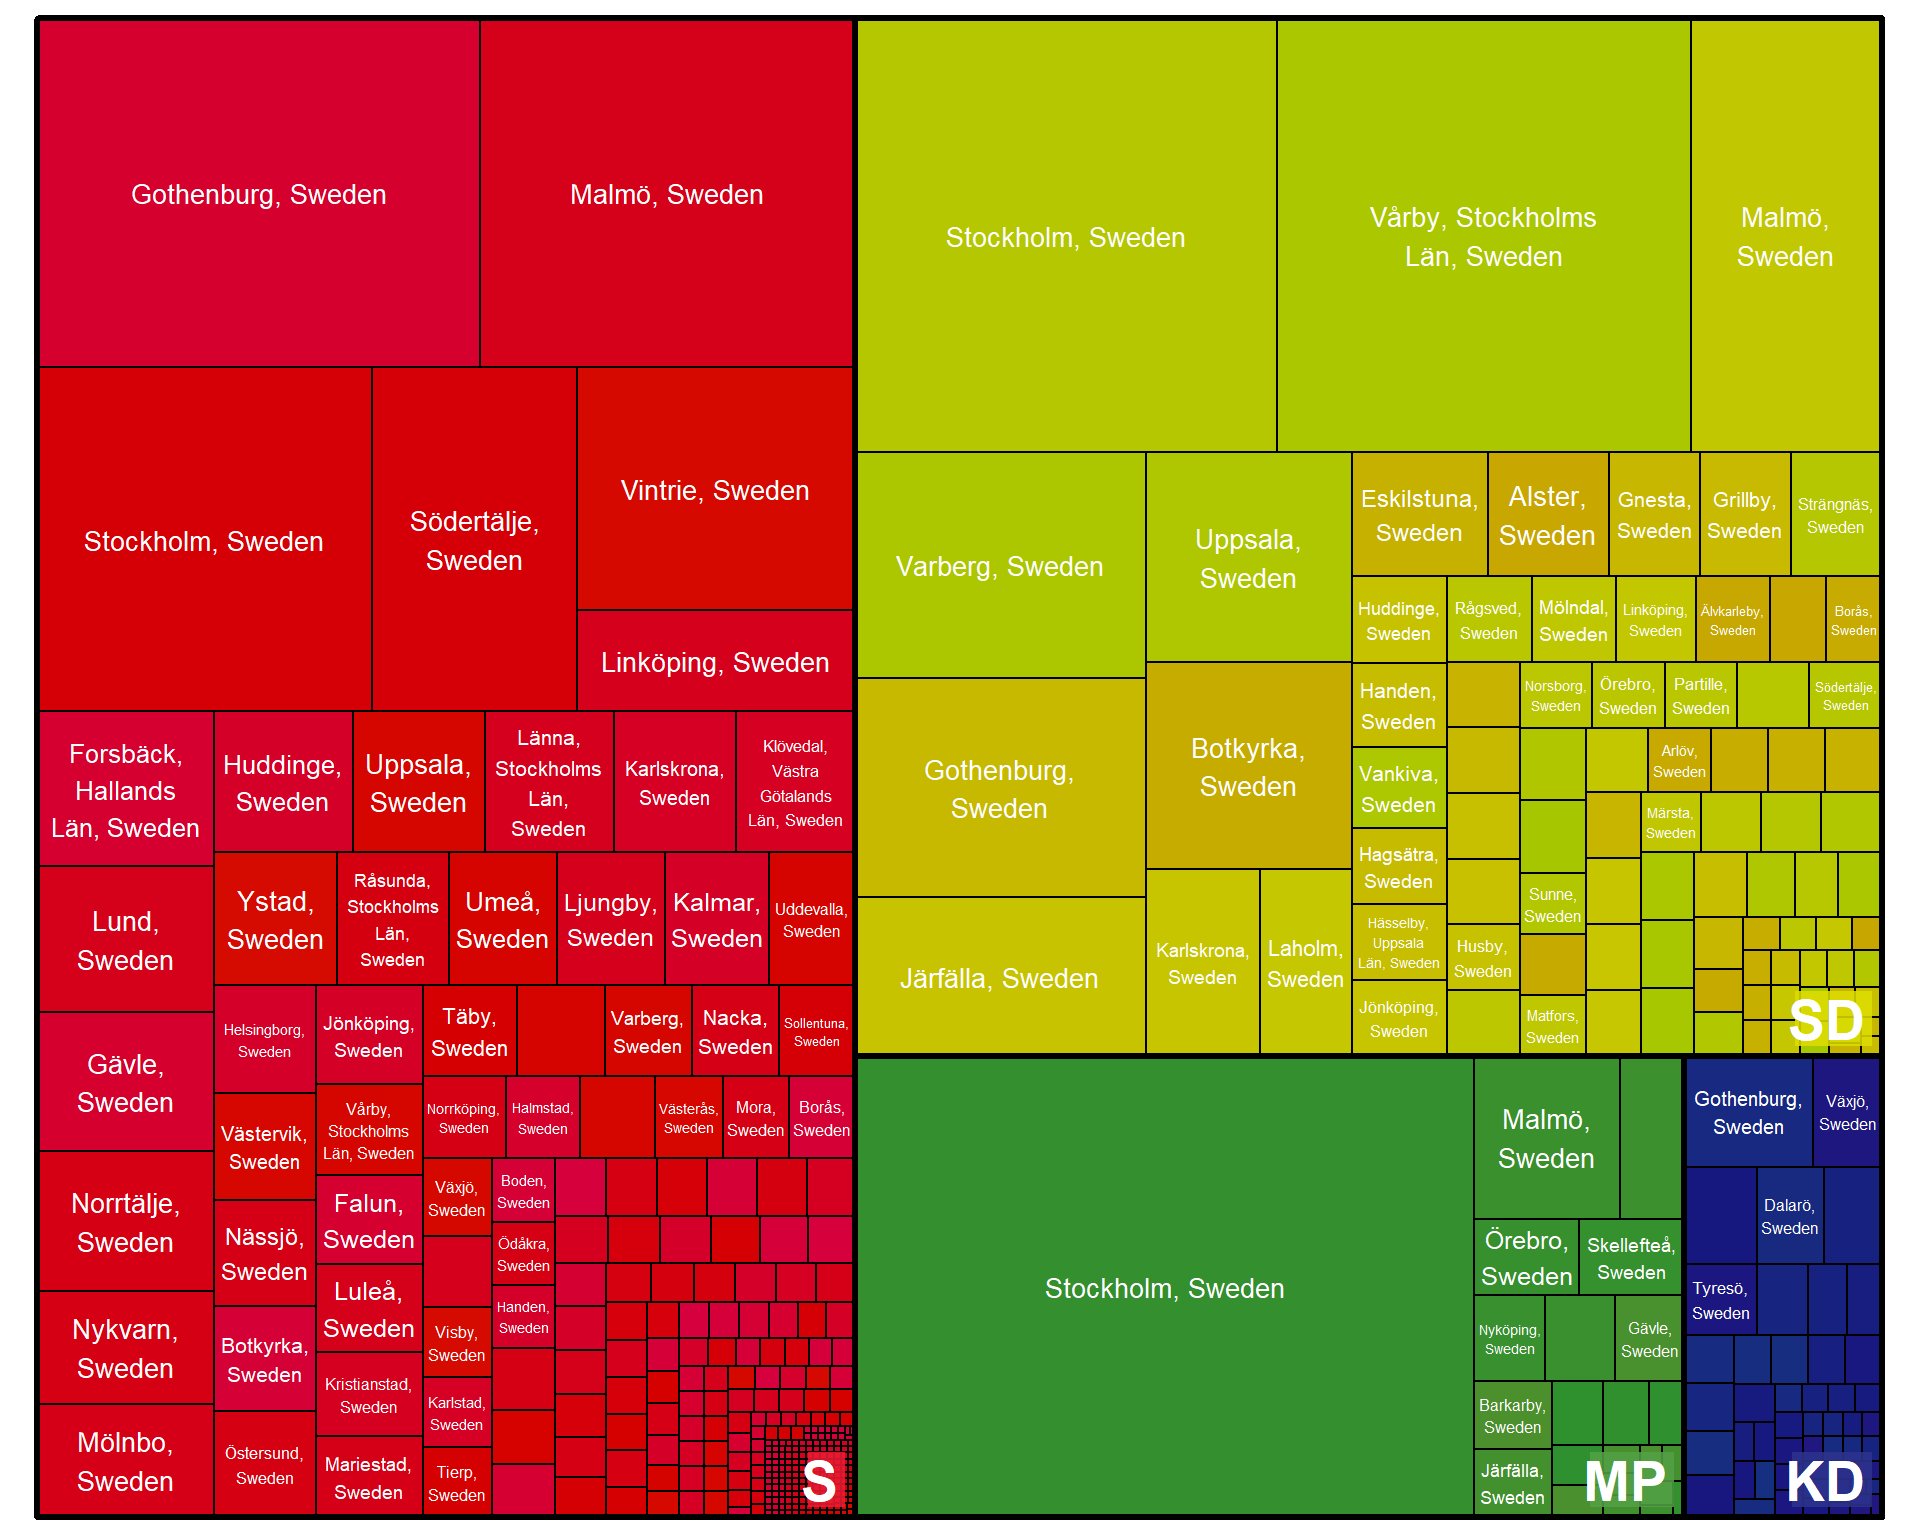 Gothenburg, Sweden
Malmö, Sweden
Stockholm, Sweden
Södertälje,
Sweden
Vintrie, Sweden
Linköping, Sweden
Forsbäck,
Hallands
Län, Sweden
Huddinge,
Sweden
Uppsala,
Sweden
Länna,
Stockholms
Län,
Sweden
Karlskrona,
Sweden
Klövedal,
Västra
Götalands
Län, Sweden
Lund,
Sweden
Ystad,
Sweden
Råsunda,
Stockholms
Län,
Sweden
Umeå,
Sweden
Ljungby,
Sweden
Kalmar,
Sweden
Uddevalla,
Sweden
Gävle,
Sweden
Norrtälje,
Sweden
Nykvarn,
Sweden
Mölnbo,
Sweden
Helsingborg,
Sweden
Västervik,
Sweden
Nässjö,
Sweden
Botkyrka,
Sweden
Östersund,
Sweden
Jönköping,
Sweden
Vårby,
Stockholms
Län, Sweden
Falun,
Sweden
Luleå,
Sweden
Kristianstad,
Sweden
Mariestad,
Sweden
Täby,
Sweden
Varberg,
Sweden
Nacka,
Sweden
Sollentuna,
Sweden
Norrköping,
Sweden
Halmstad,
Sweden
Västerås,
Sweden
Mora,
Sweden
Borås,
Sweden
Växjö,
Sweden
Visby,
Sweden
Karlstad,
Sweden
Tierp,
Sweden
Boden,
Sweden
Ödåkra,
Sweden
Handen,
Sweden
S
Stockholm, Sweden
Vårby, Stockholms
Län, Sweden
Malmö,
Sweden
Varberg, Sweden
Gothenburg,
Sweden
Järfälla, Sweden
Uppsala,
Sweden
Botkyrka,
Sweden
Karlskrona,
Sweden
Laholm,
Sweden
Eskilstuna,
Sweden
Alster,
Sweden
Gnesta,
Sweden
Grillby,
Sweden
Strängnäs,
Sweden
Huddinge,
Sweden
Rågsved,
Sweden
Mölndal,
Sweden
Linköping,
Sweden
Älvkarleby,
Sweden
Borås,
Sweden
Handen,
Sweden
Vankiva,
Sweden
Hagsätra,
Sweden
Hässelby,
Uppsala
Län, Sweden
Jönköping,
Sweden
Husby,
Sweden
Norsborg,
Sweden
Örebro,
Sweden
Partille,
Sweden
Södertälje,
Sweden
Arlöv,
Sweden
Märsta,
Sweden
Sunne,
Sweden
Matfors,
Sweden
SD
Stockholm, Sweden
Malmö,
Sweden
Örebro,
Sweden
Skellefteå,
Sweden
Nyköping,
Sweden
Gävle,
Sweden
Barkarby,
Sweden
Järfälla,
Sweden
MP
Gothenburg,
Sweden
Växjö,
Sweden
Dalarö,
Sweden
Tyresö,
Sweden
KD